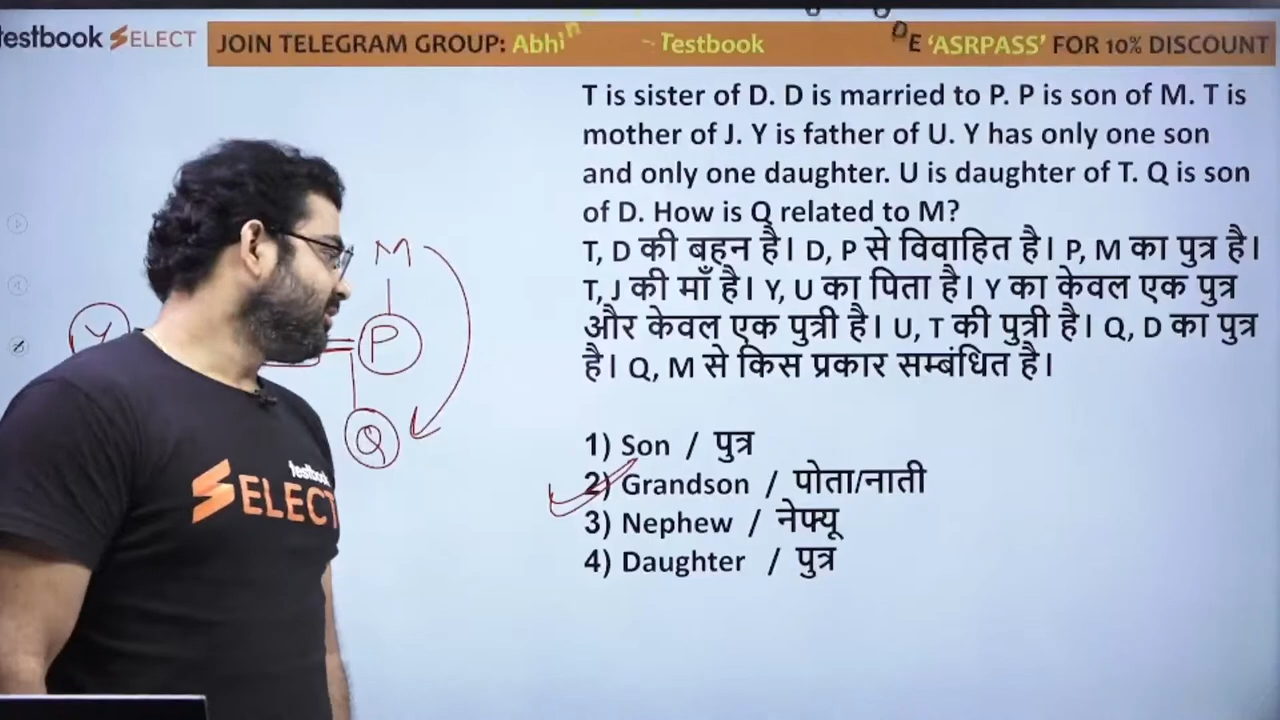 testbook SELECT
JOIN TELEGRAM GROUP: Abhi Testbook
'ASRPASS' FOR 10% DISCOUNT
T is sister of D. D is married to P. P is son of M. T is
mother of J. Y is father of U. Y has only one son
and only one daughter. U is daughter of T. Q is son
of D. How is Q related to M?
T, D की बहन है। D, P से विवाहित है। P, M का पुत्र है।
T, J की माँ है। Y, U का पिता है। Y का केवल एक पुत्र
और केवल एक पुत्री है। U, T की पुत्री है। Q, D का पुत्र
है। Q, M से किस प्रकार सम्बंधित है।
1) Son / पुत्र
2) Grandson / पोता/नाती
3) Nephew / नेफ्यू
4) Daughter / पुत्र
M
Y
P
Q
testbook
SELECT